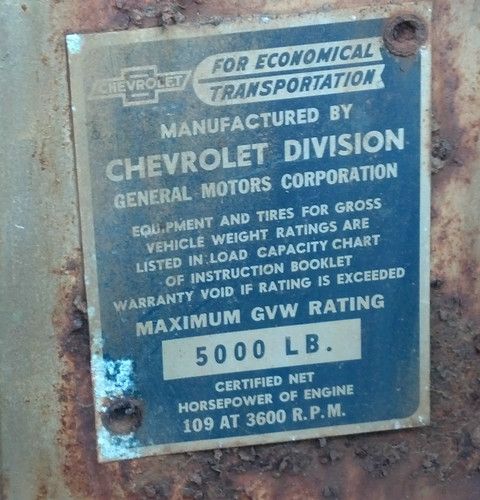 CHEVROLET
FOR ECONOMICAL
TRANSPORTATION
MANUFACTURED BY
CHEVROLET DIVISION
GENERAL MOTORS CORPORATION
EQUIPMENT AND TIRES FOR GROSS
VEHICLE WEIGHT RATINGS ARE
LISTED IN LOAD CAPACITY CHART
OF INSTRUCTION BOOKLET
WARRANTY VOID IF RATING IS EXCEEDED
MAXIMUM GVW RATING
5000 LB.
CERTIFIED NET
HORSEPOWER OF ENGINE
109 AT 3600 R.P.M.